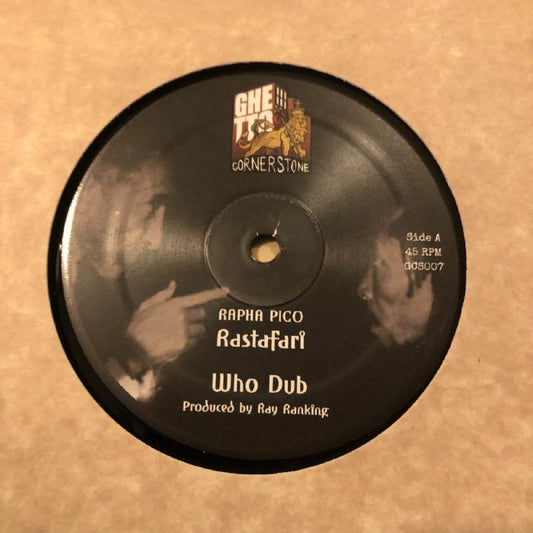 GHE
TTO
CORNERSTONE
Side A
45 RPM
GCS007
RAPHA PICO
Rastafari
Who Dub
Produced by Ray Ranking